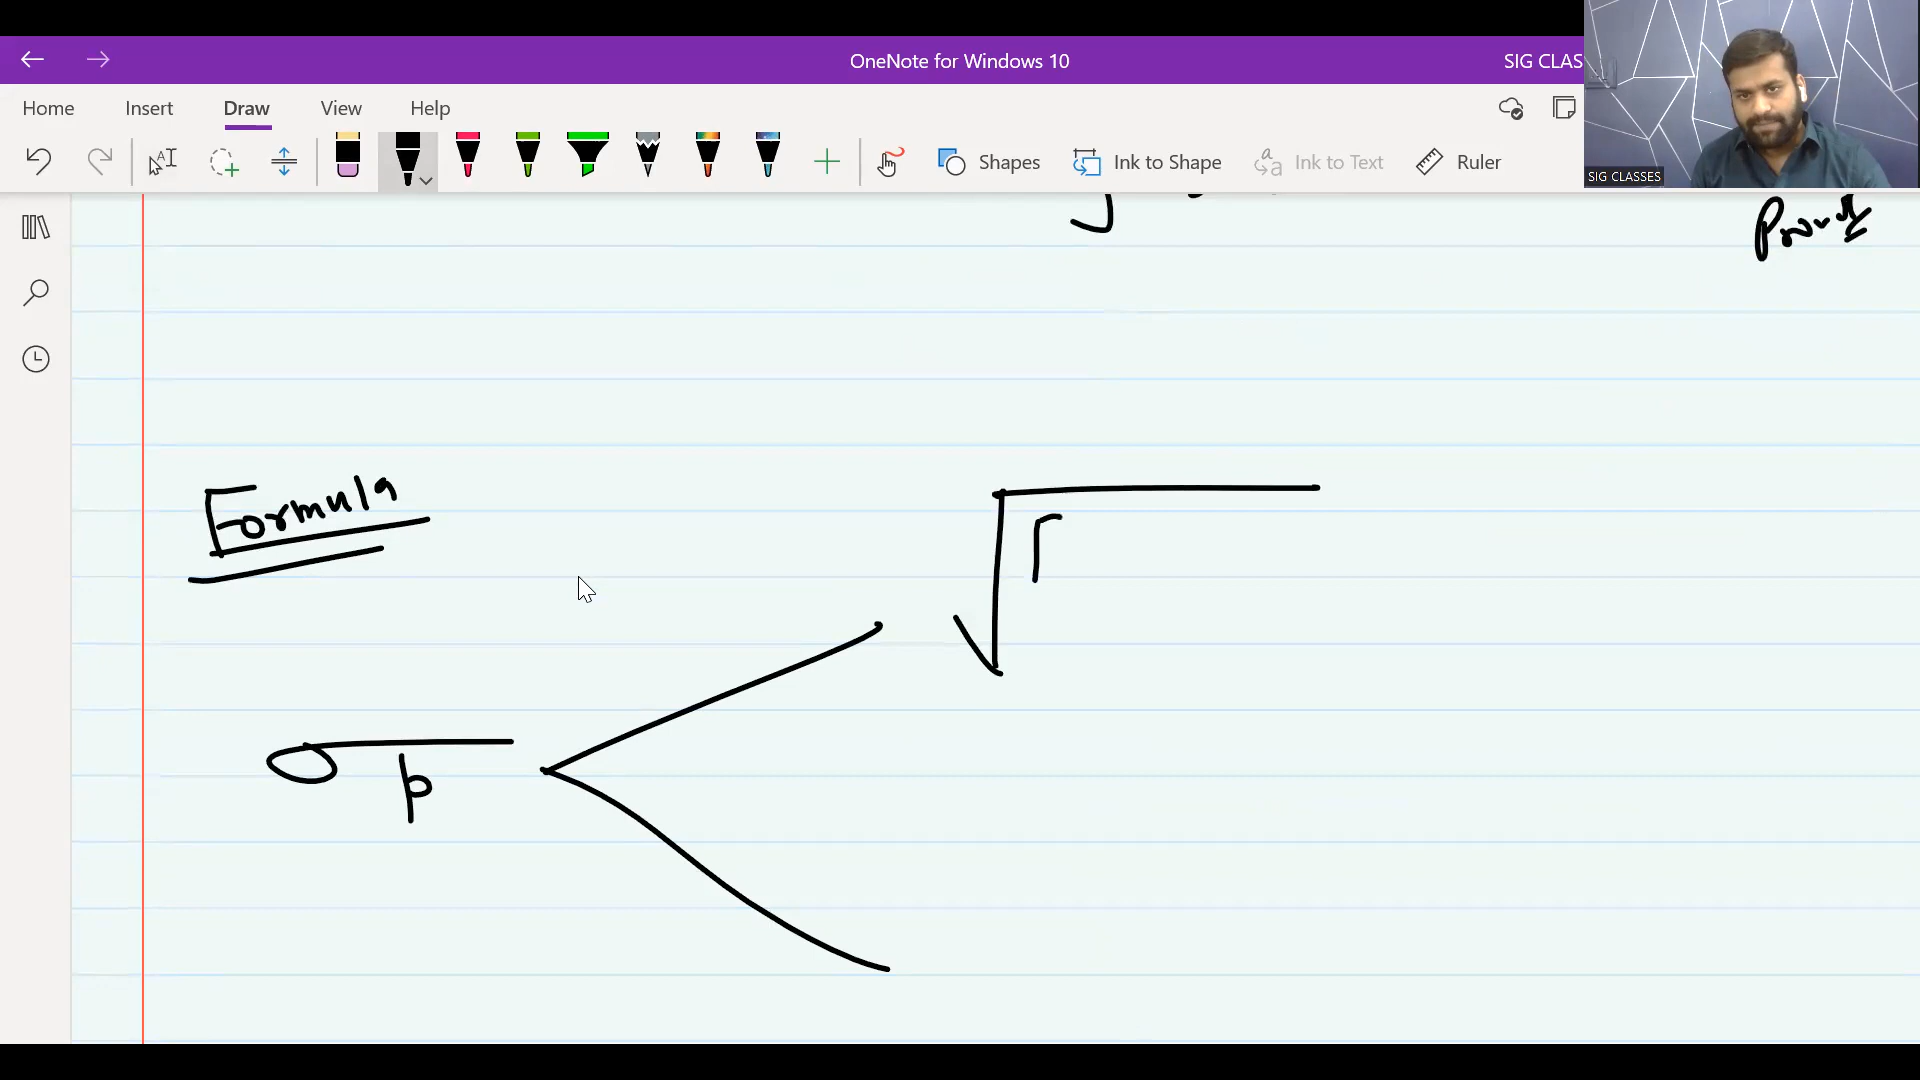 OneNote for Windows 10
SIG CLAS
Home Insert Draw View Help
Shapes Ink to Shape Ink to Text Ruler
SIG CLASSES
Formula
σ p
√